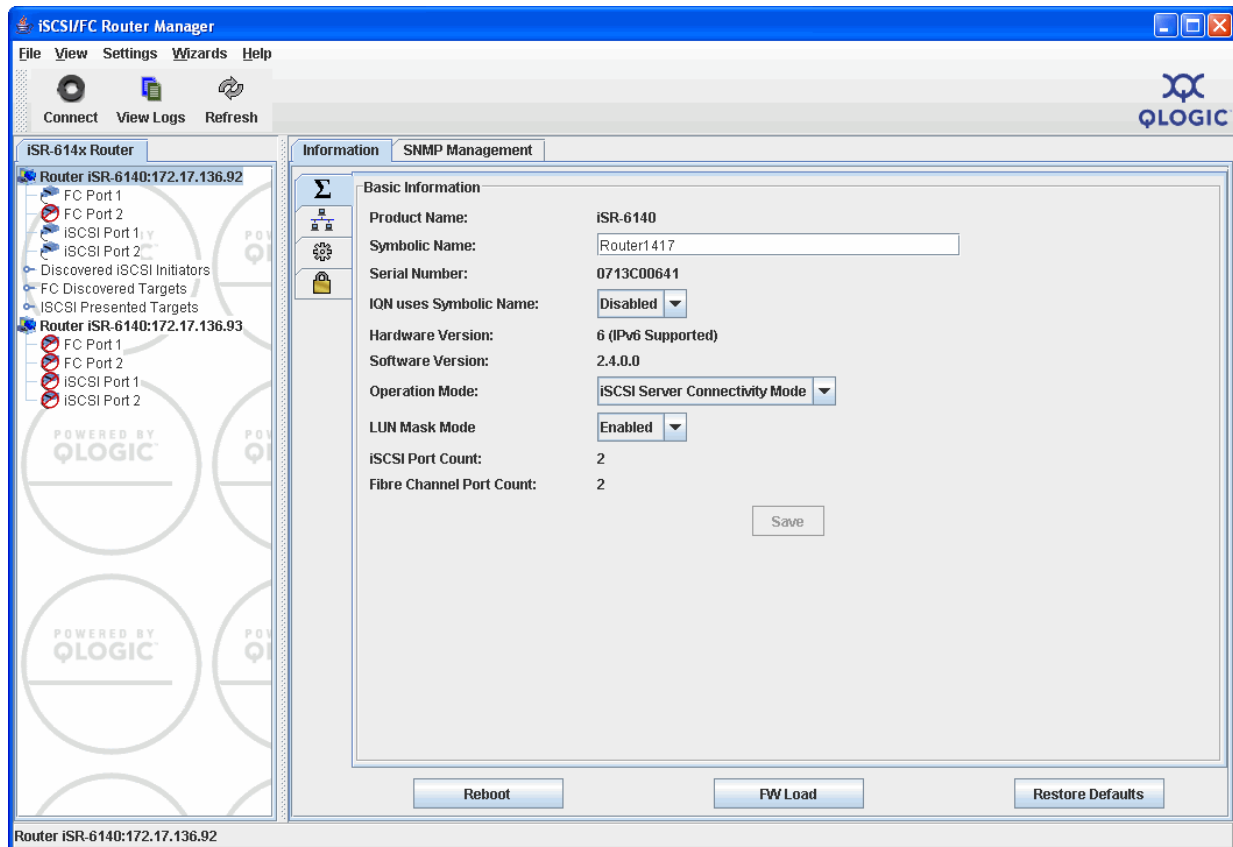 iSCSI/FC Router Manager
File View Settings Wizards Help
Connect View Logs Refresh
QLOGIC
iSR-614x Router
Router iSR-6140:172.17.136.92
FC Port 1
FC Port 2
iSCSI Port 1
iSCSI Port 2
Discovered iSCSI Initiators
FC Discovered Targets
ISCSI Presented Targets
Router iSR-6140:172.17.136.93
FC Port 1
FC Port 2
iSCSI Port 1
iSCSI Port 2
POWERED BY
QLOGIC
POWERED BY
QLOGIC
Information SNMP Management
Σ
Basic Information
Product Name: iSR-6140
Symbolic Name: Router1417
Serial Number: 0713C00641
IQN uses Symbolic Name: Disabled
Hardware Version: 6 (IPv6 Supported)
Software Version: 2.4.0.0
Operation Mode: iSCSI Server Connectivity Mode
LUN Mask Mode Enabled
iSCSI Port Count: 2
Fibre Channel Port Count: 2
Save
Reboot FW Load Restore Defaults
Router iSR-6140:172.17.136.92